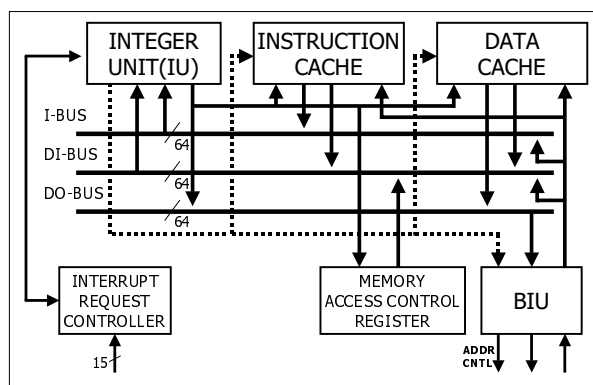 INTEGER
UNIT(IU)
INSTRUCTION
CACHE
DATA
CACHE
I-BUS
64
DI-BUS
64
DO-BUS
64
INTERRUPT
REQUEST
CONTROLLER
MEMORY
ACCESS CONTROL
REGISTER
BIU
15
ADDR
CNTL